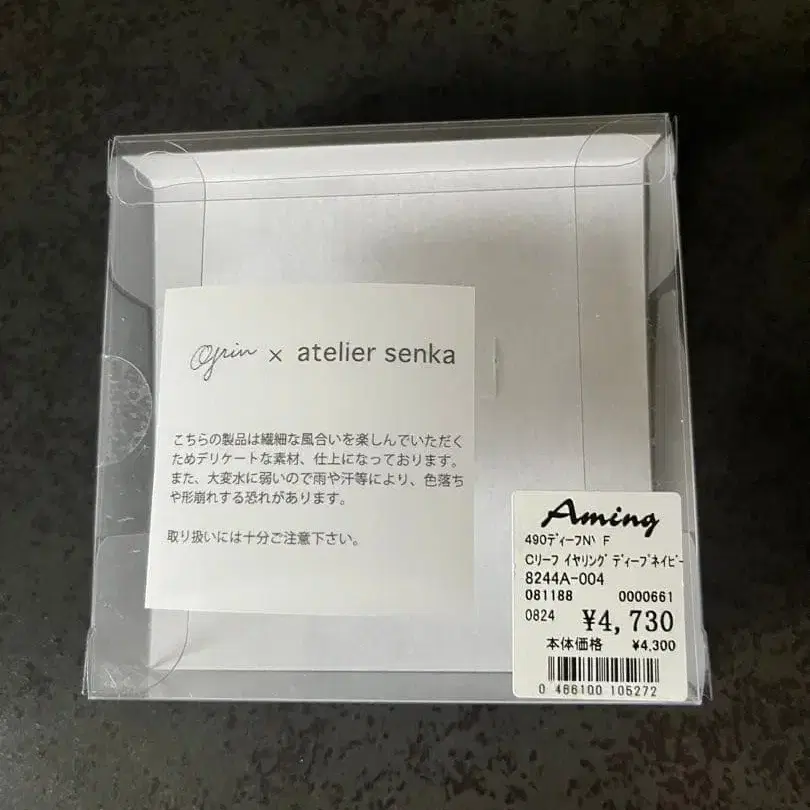 Ogrin × atelier senka
こちらの製品は繊細な風合いを楽しんでいただく
ためデリケートな素材、仕上になっております。
また、大変水に弱いので雨や汗等により、色落ち
や形崩れする恐れがあります。
取り扱いには十分ご注意下さい。
Aming
490ディープNV F
Cリーフ イヤリング ディープネイビー
8244A-004
081188 0000661
0824 ¥4,730
本体価格 ¥4,300
0 466100 105272